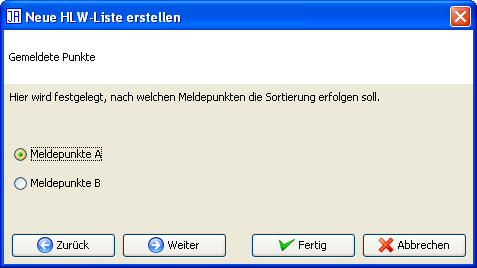 JA Neue HLW-Liste erstellen
Gemeldete Punkte
Hier wird festgelegt, nach welchen Meldepunkten die Sortierung erfolgen soll.
Meldepunkte A
Meldepunkte B
Zurück Weiter Fertig Abbrechen